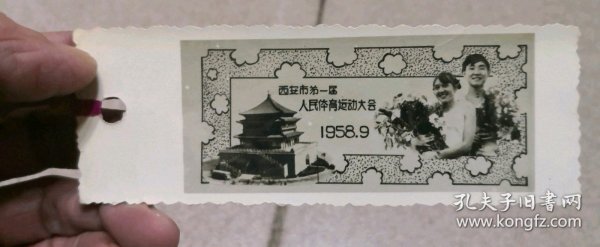 西安市第一届
人民体育运动大会
1958.9
孔夫子旧书网
www.kongfz.com